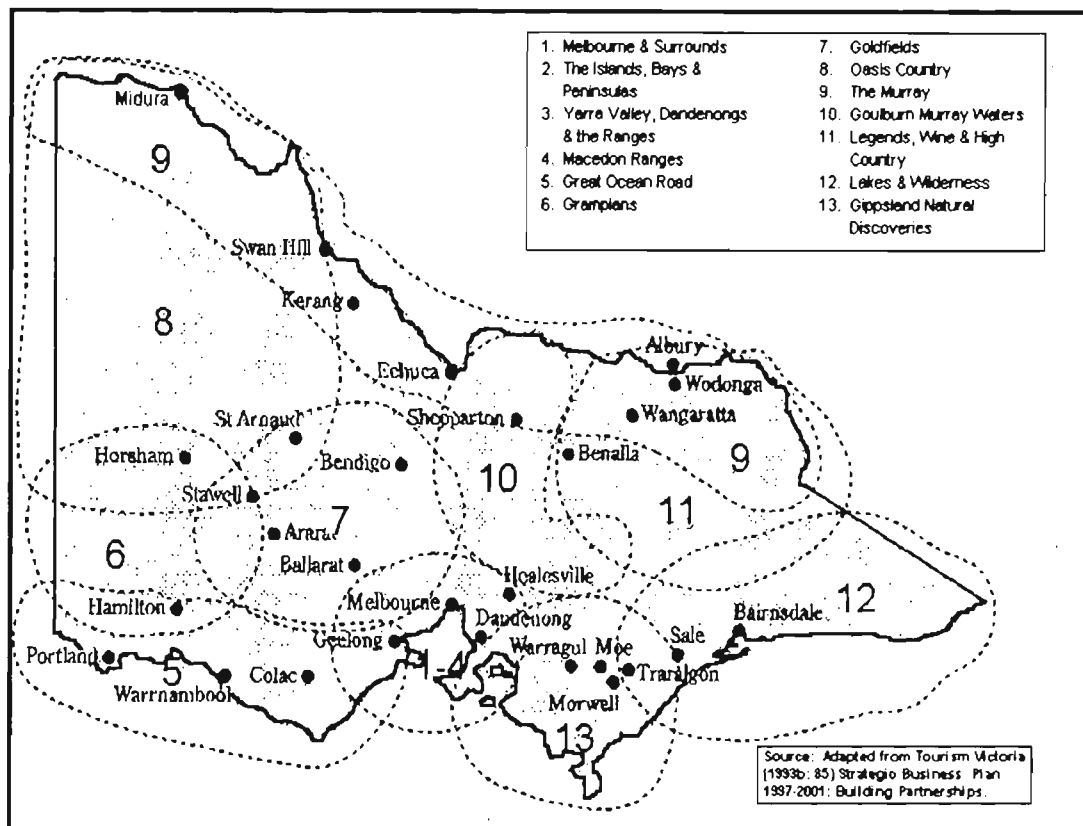 1. Melbourne & Surrounds
2. The Islands, Bays &
Peninsulas
3. Yarra Valley, Dandenongs
& the Ranges
4. Macedon Ranges
5. Great Ocean Road
6. Grampians
7. Goldfields
8. Oasis Country
9. The Murray
10. Goulburn Murray Waters
11. Legends, Wine & High
Country
12. Lakes & Wilderness
13. Gippsland Natural
Discoveries
Midura
9
Swan Hill
Kerang
8
Echuca
Albury
Wodonga
Shepparton
Wangaratta
St Arnaud
Horsham
Bendigo
Benalla
9
10
Stawell
11
7
Ararat
6
Ballarat
Healesville
12
Hamilton
Melbourne
Dandenong
Bairnsdale
Geelong
Warragul
Moe
Sale
Portland
5
1-4
Traralgon
Warrnambool
Colac
Morwell
13
Source: Adapted from Tourism Victoria
(1993b: 85) Strategic Business Plan
1997-2001: Building Partnerships.